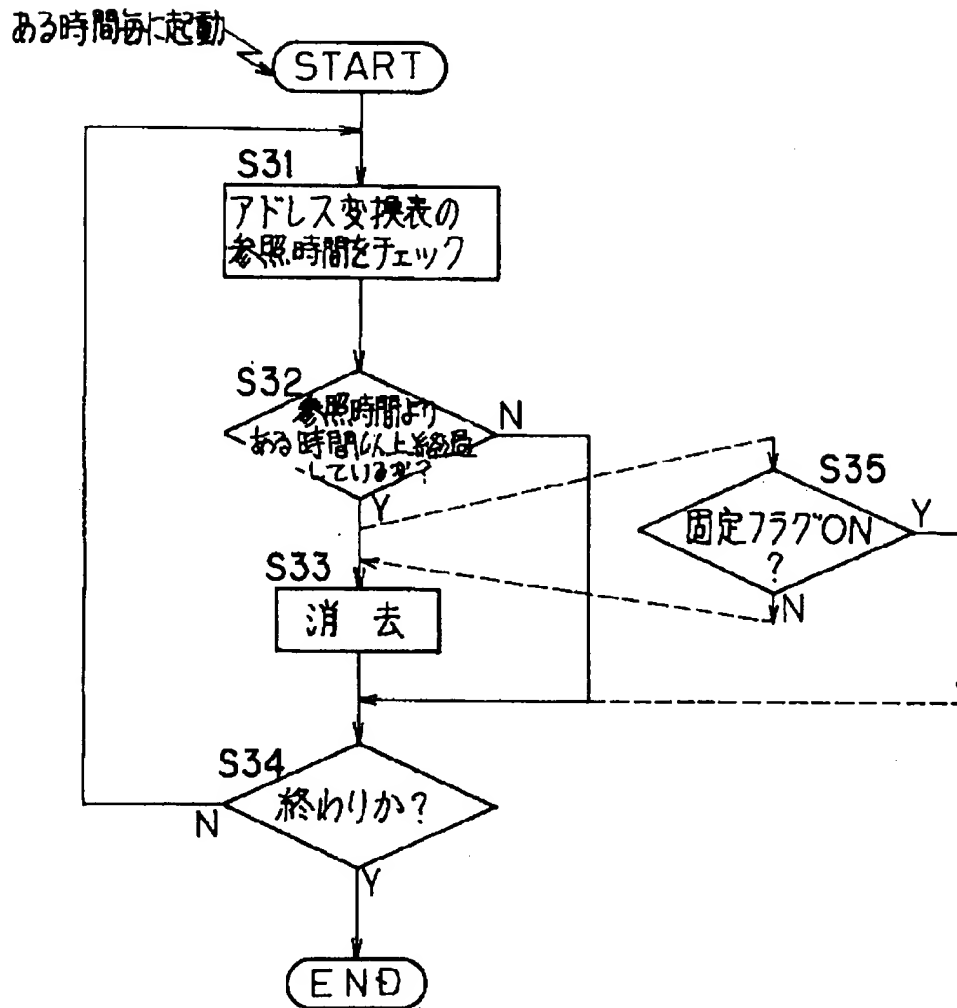 ある時間毎に起動
START
S31
アドレス変換表の
参照時間をチェック
S32
参照時間より
ある時間以上経過
しているか?
N
Y
S35
固定フラグON
?
Y
N
S33
消去
S34
終わりか?
N
Y
END